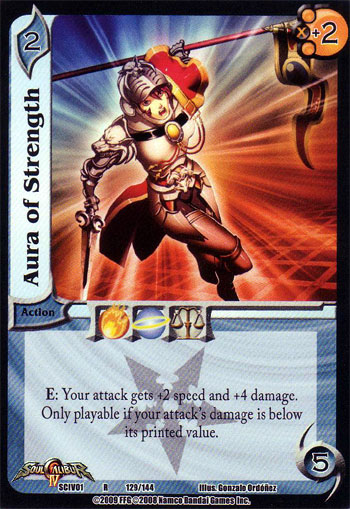 2
X +2
Aura of Strength
Action
E: Your attack gets +2 speed and +4 damage.
Only playable if your attack's damage is below
its printed value.
5
SOULCALIBUR
IV
SCIV01 R 129/144 Illus. Gonzalo Ordóñez
©2009 FFG ©2008 Namco Bandai Games Inc.